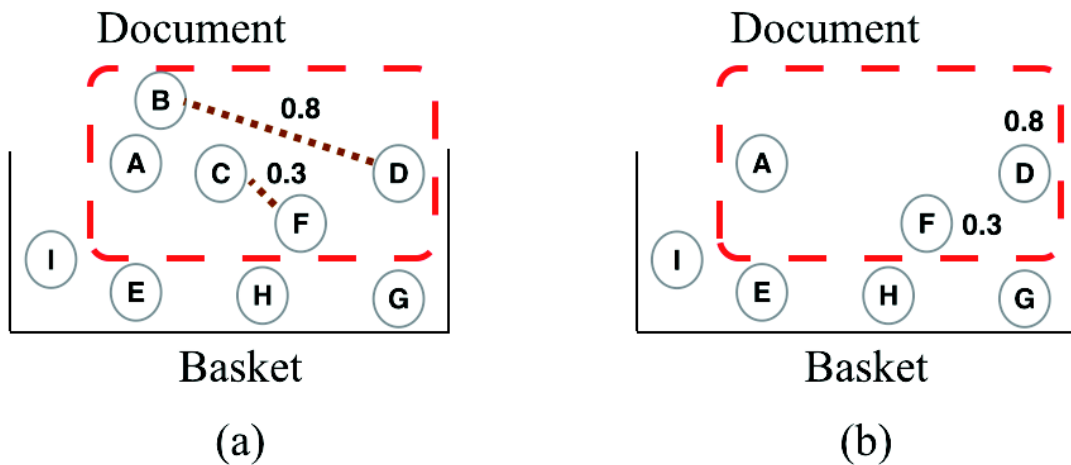 Document
B
0.8
A
C
0.3
D
F
I
E
H
G
Basket
(a)
Document
0.8
A
D
F
0.3
I
E
H
G
Basket
(b)